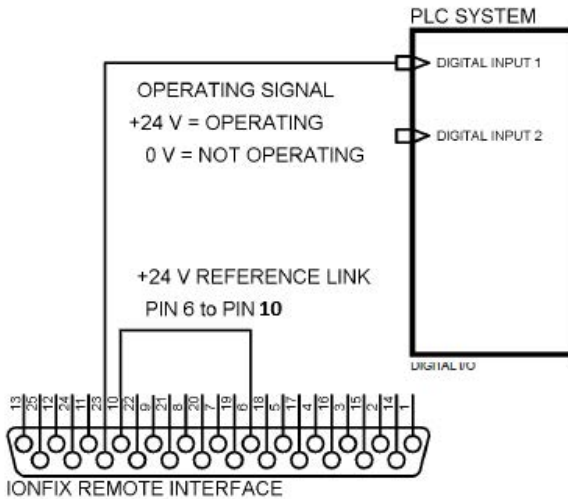 PLC SYSTEM
DIGITAL INPUT 1
OPERATING SIGNAL
+24 V = OPERATING
DIGITAL INPUT 2
0 V = NOT OPERATING
+24 V REFERENCE LINK
PIN 6 to PIN 10
DIGITAL I/O
13 25 12 24 11 23 10 22 9 21 8 20 7 19 6 18 5 17 4 16 3 15 2 14 1
IONFIX REMOTE INTERFACE